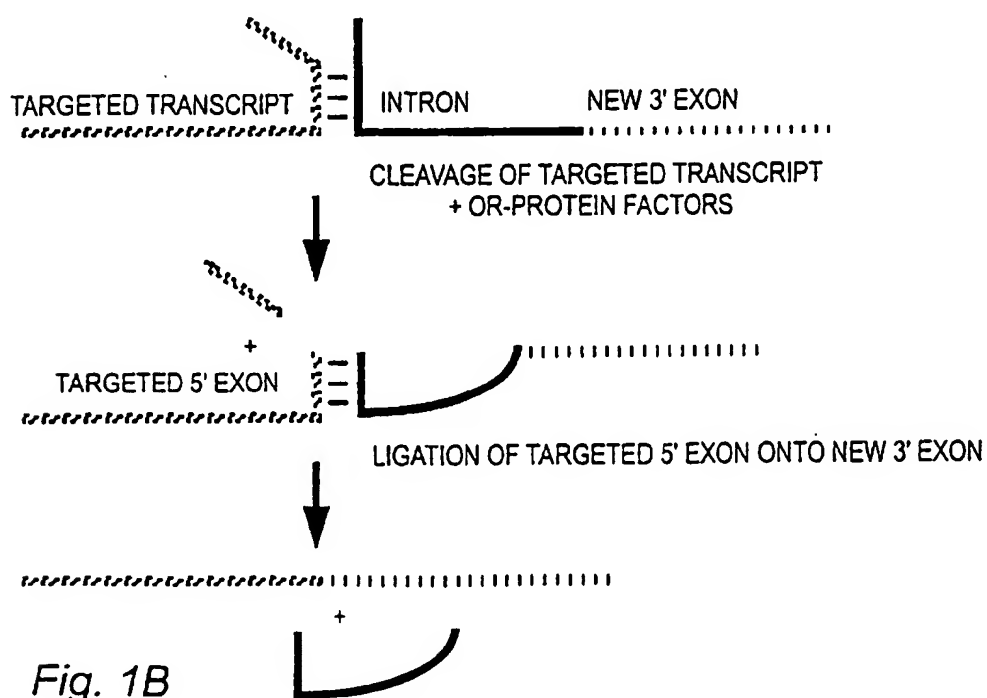 TARGETED TRANSCRIPT INTRON NEW 3' EXON
CLEAVAGE OF TARGETED TRANSCRIPT
+ OR-PROTEIN FACTORS
+
TARGETED 5' EXON
LIGATION OF TARGETED 5' EXON ONTO NEW 3' EXON
+
Fig. 1B